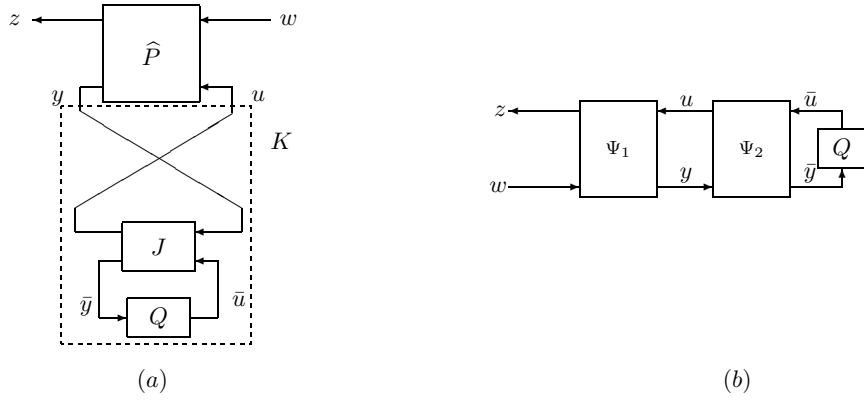 z w
P̂
y u
K
J
ȳ ū
Q
(a)
u ū
z
Ψ₁ Ψ₂ Q
w y ȳ
(b)